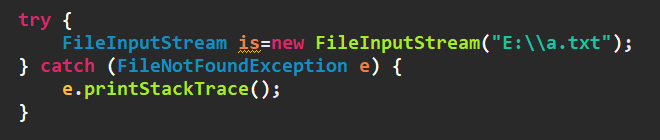 try {
    FileInputStream is=new FileInputStream("E:\\a.txt");
} catch (FileNotFoundException e) {
    e.printStackTrace();
}